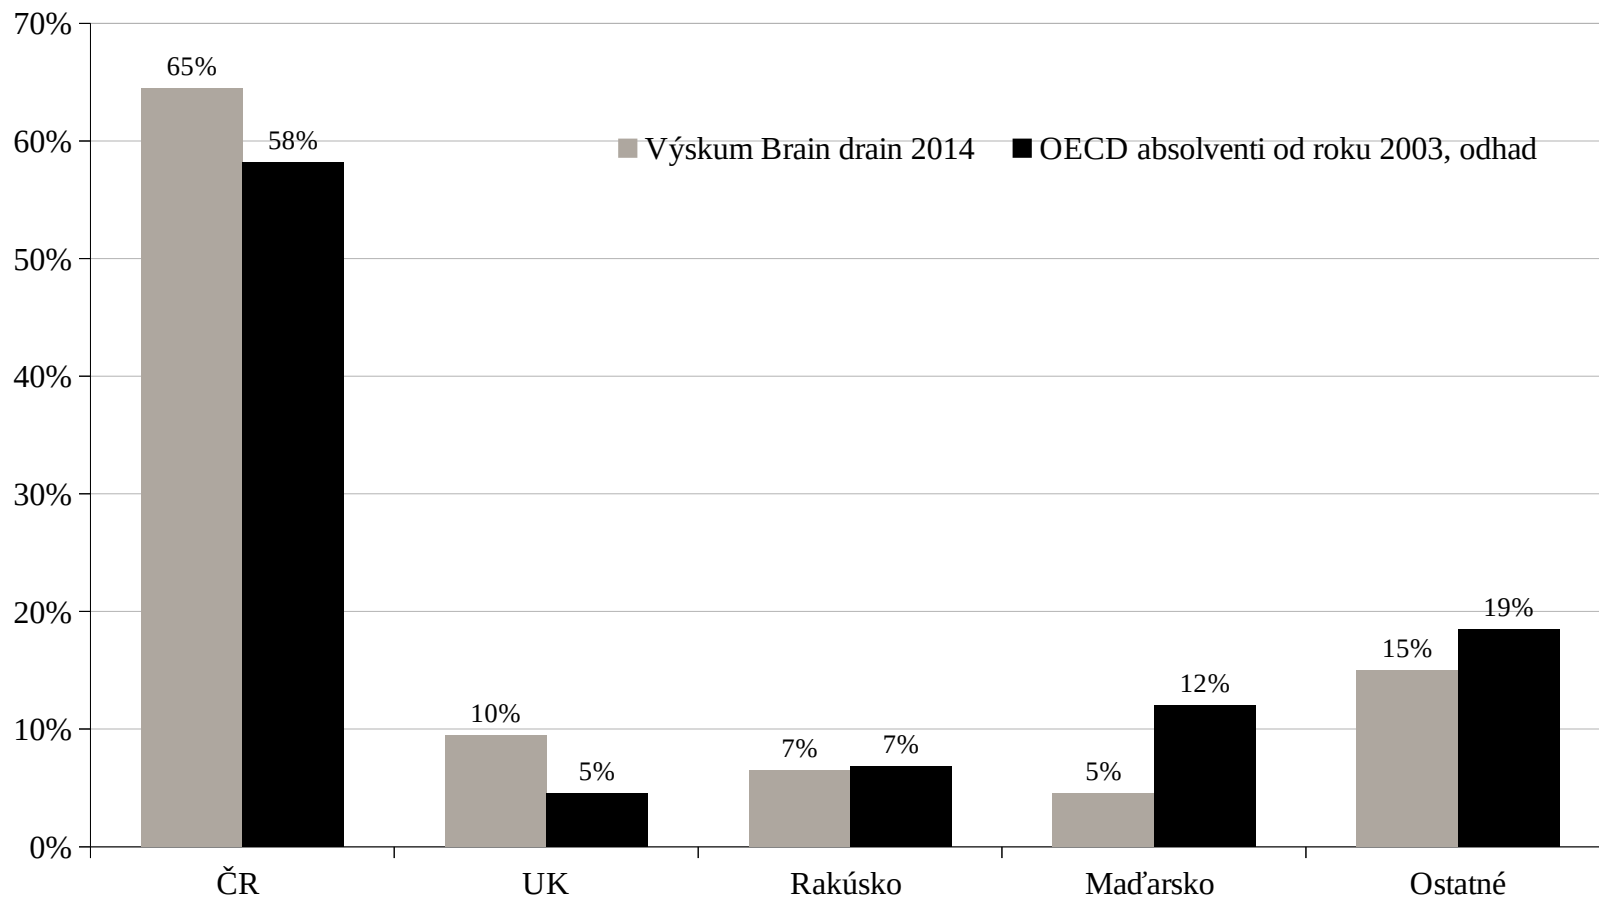 70%
65%
60%
58%
Výskum Brain drain 2014
OECD absolventi od roku 2003, odhad
50%
40%
30%
20%
19%
15%
12%
10%
10%
5%
7%
7%
5%
0%
ČR
UK
Rakúsko
Maďarsko
Ostatné